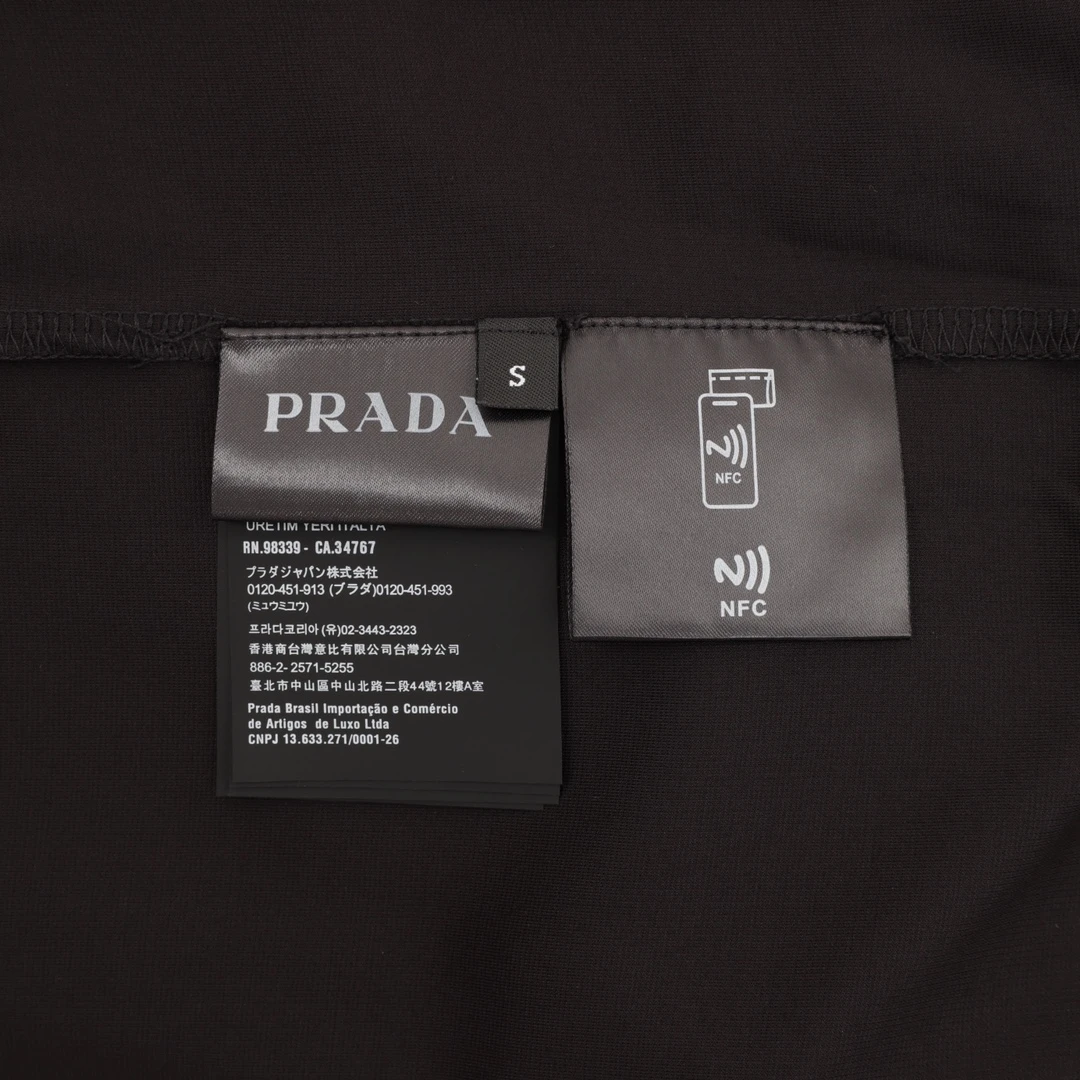 PRADA
S
ÜRETİM YERİ İTALYA
RN.98339 - CA.34767
プラダジャパン株式会社
0120-451-913 (プラダ)0120-451-993
(ミュウミユウ)
프라다코리아 (유)02-3443-2323
香港商台灣意比有限公司台灣分公司
886-2- 2571-5255
臺北市中山區中山北路二段44號12樓A室
Prada Brasil Importação e Comércio
de Artigos de Luxo Ltda
CNPJ 13.633.271/0001-26
NFC
NFC